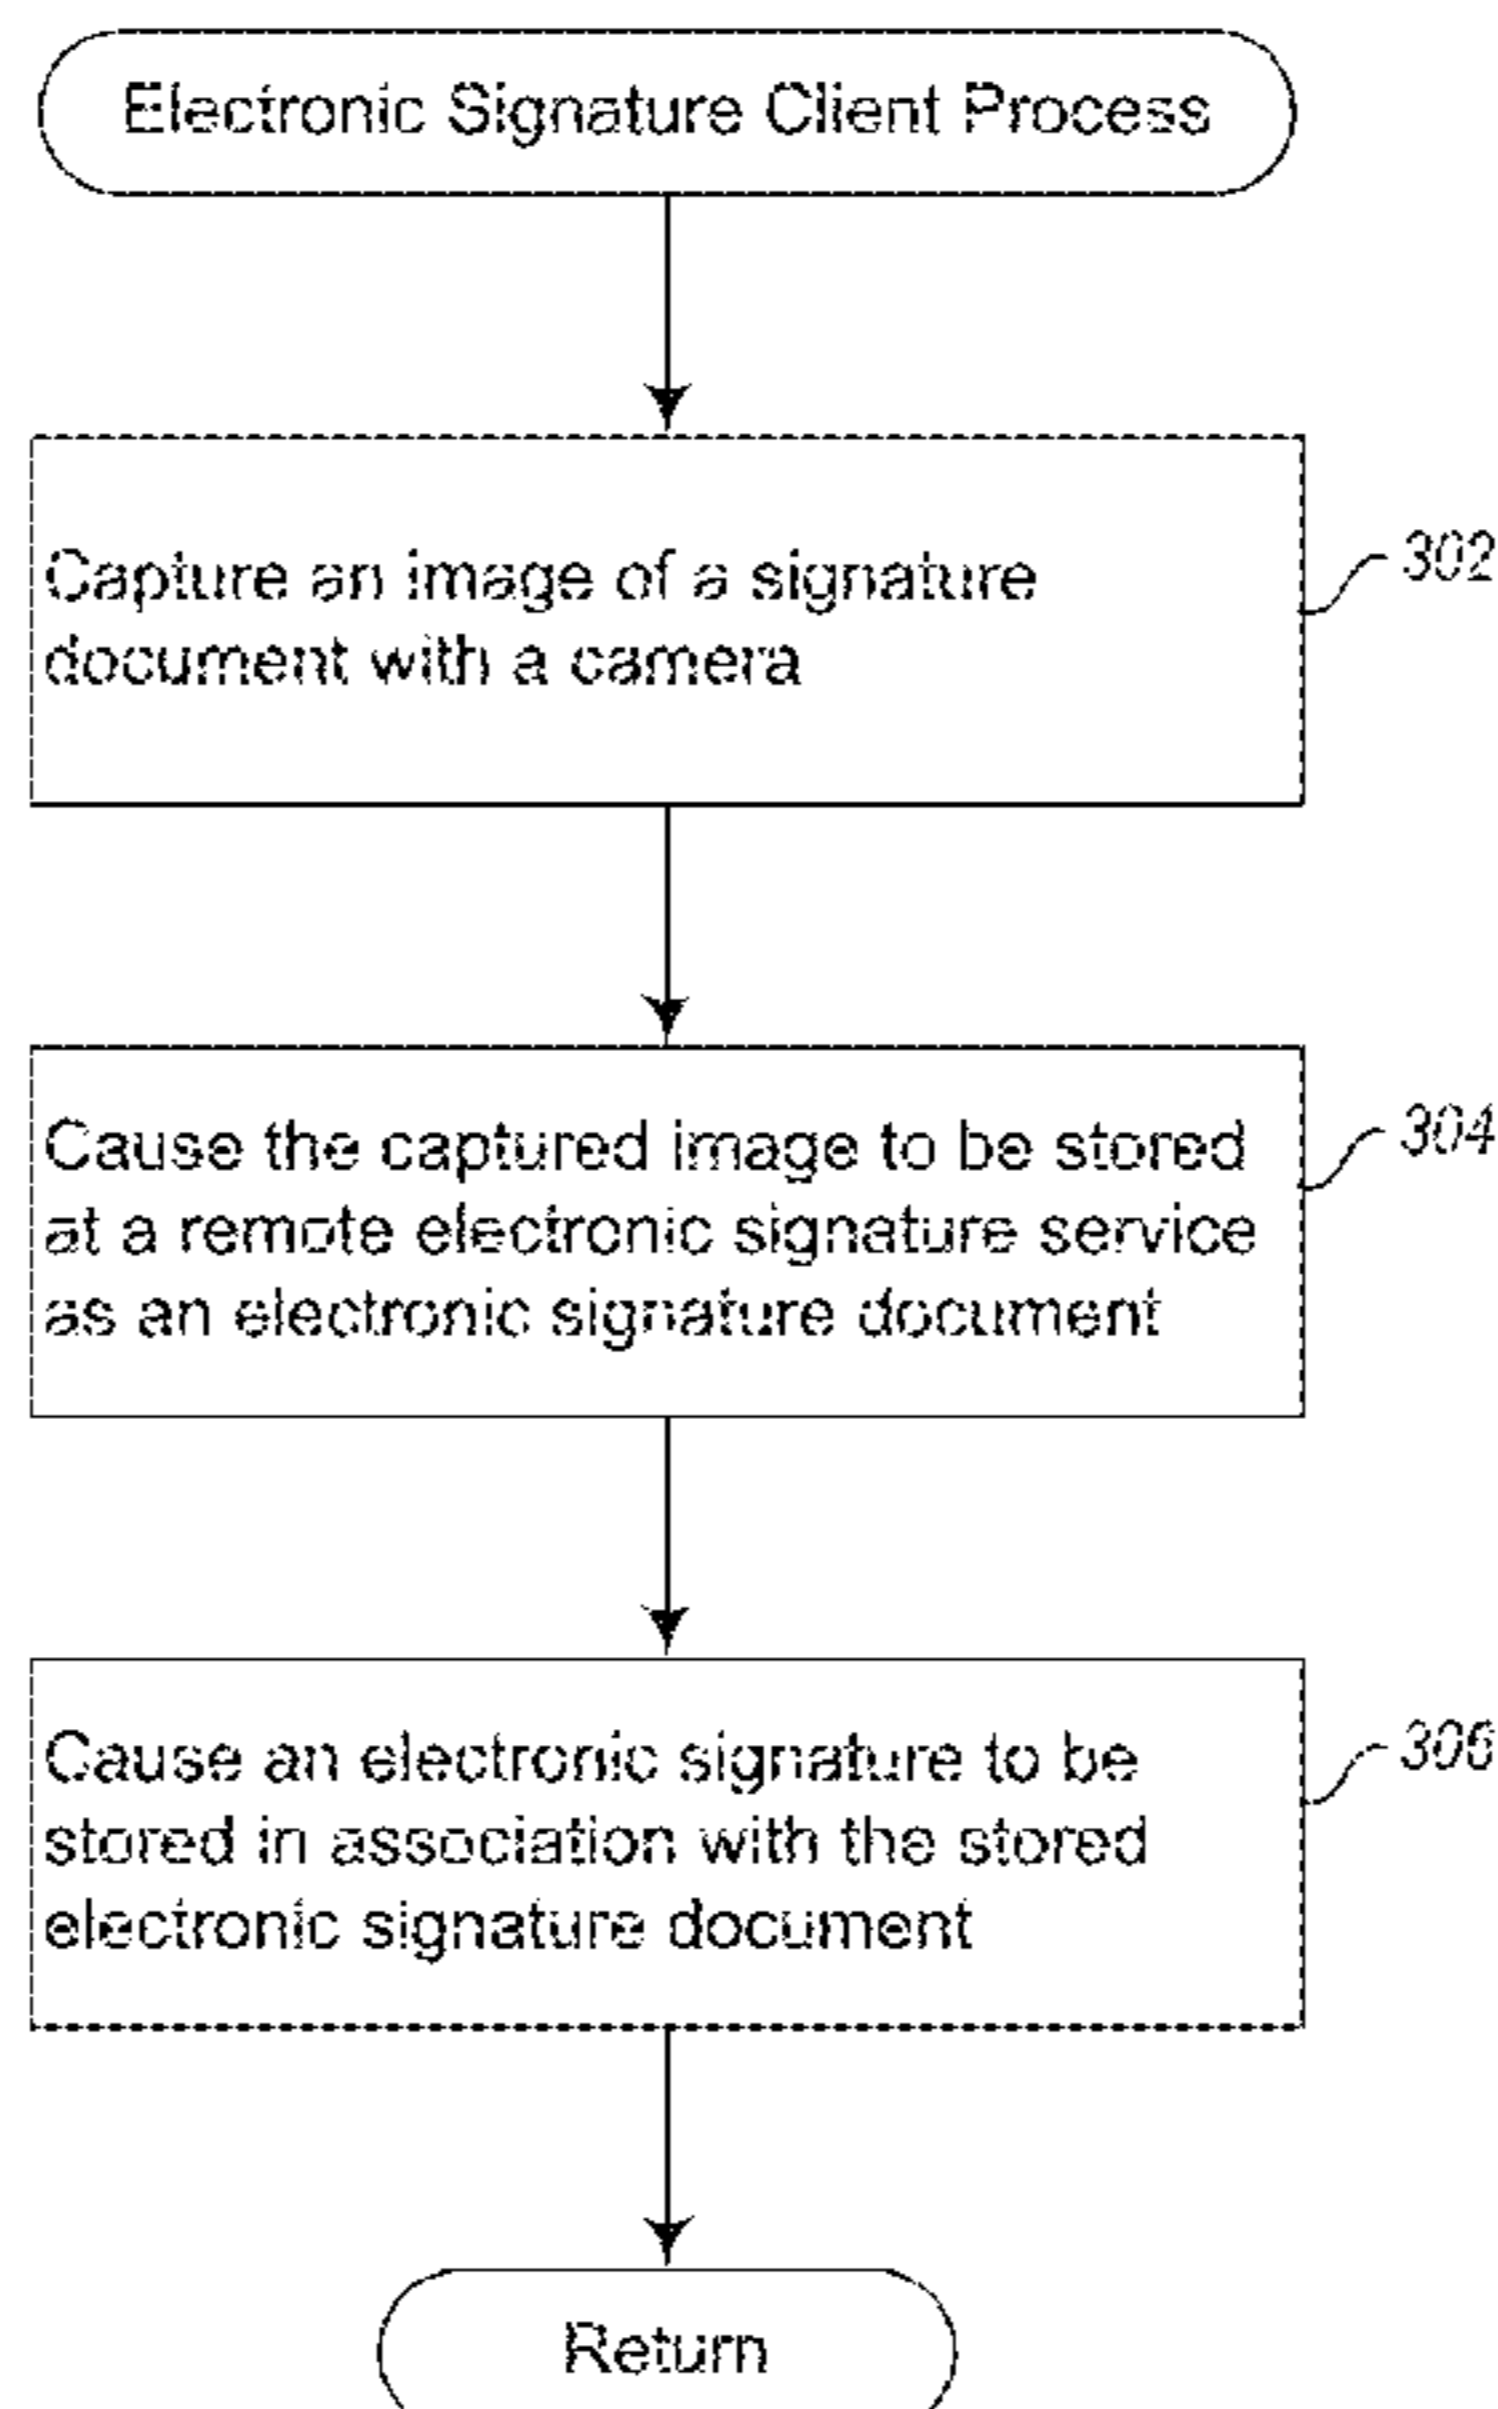 Electronic Signature Client Process
Capture an image of a signature
document with a camera
302
Cause the captured image to be stored
at a remote electronic signature service
as an electronic signature document
304
Cause an electronic signature to be
stored in association with the stored
electronic signature document
306
Return